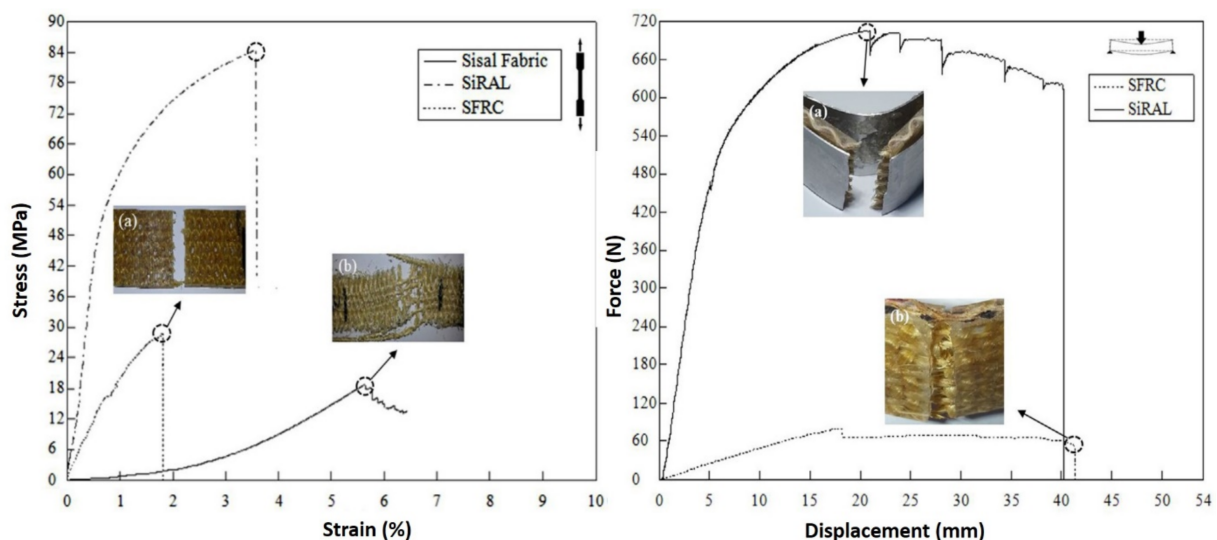 90
84
78
72
66
60
54
48
42
36
30
24
18
12
6
0
Stress (MPa)
0 1 2 3 4 5 6 7 8 9 10
Strain (%)
Sisal Fabric
SiRAL
SFRC
(a)
(b)
720
660
600
540
480
420
360
300
240
180
120
60
0
Force (N)
0 5 10 15 20 25 30 35 40 45 50 54
Displacement (mm)
SFRC
SiRAL
(a)
(b)